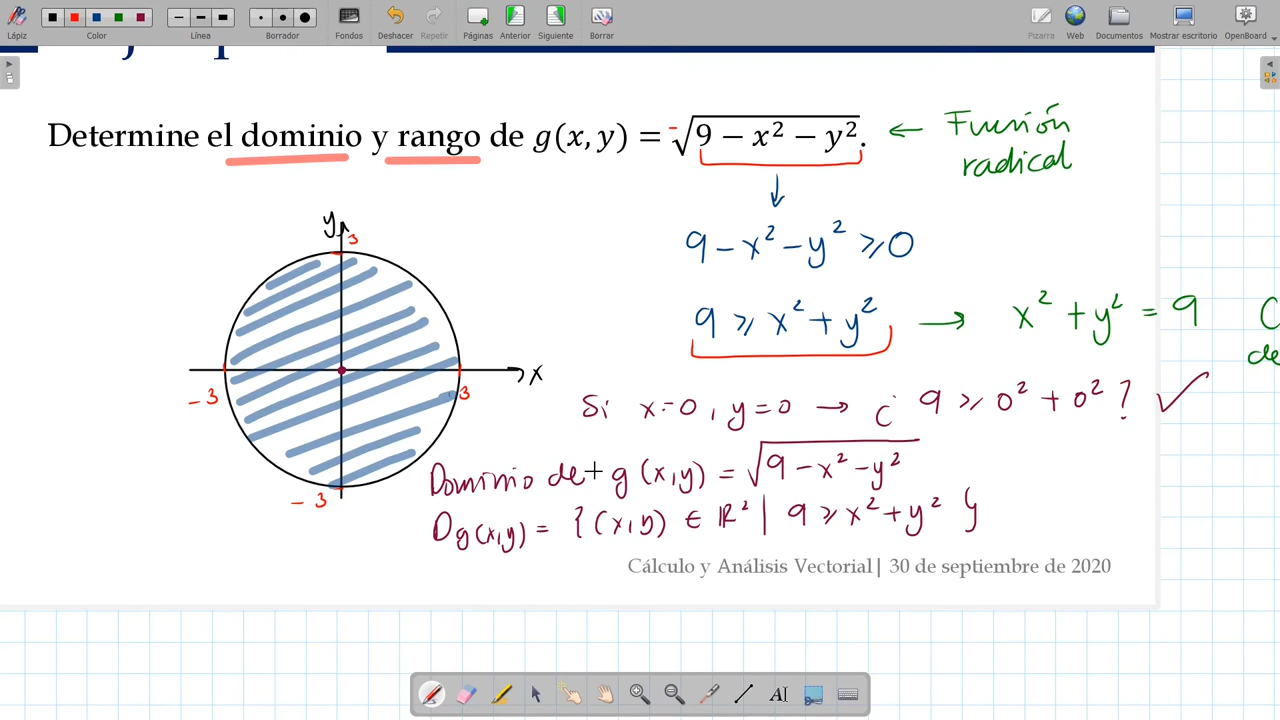 Lápiz Color Línea Borrador Fondos Deshacer Repetir Páginas Anterior Siguiente Borrar Pizarra Web Documentos Mostrar escritorio OpenBoard
Determine el dominio y rango de g(x, y) = √(9 − x² − y²). ← Función
radical
↓
9 − x² − y² ⩾ 0
9 ⩾ x² + y² → x² + y² = 9
de
y
3
x
−3
3
−3
Si x=0, y=0 → ¿ 9 ⩾ 0² + 0² ? ✓
Dominio de g(x,y) = √(9 − x² − y²)
Dg(x,y) = {(x,y) ∈ ℝ² | 9 ⩾ x² + y² }
Cálculo y Análisis Vectorial| 30 de septiembre de 2020
AI